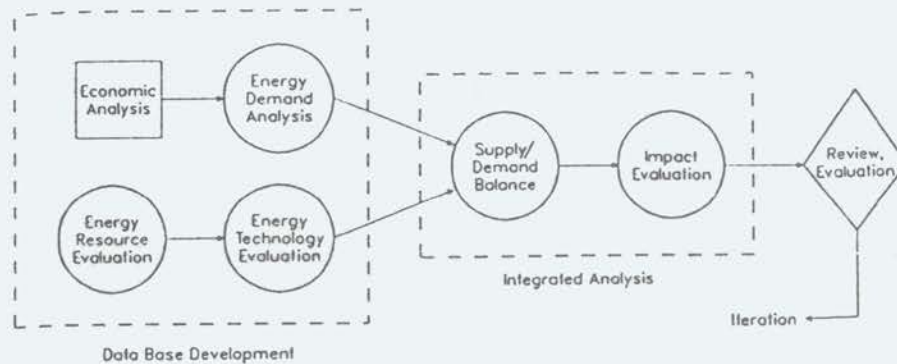 Economic
Analysis
Energy
Demand
Analysis
Energy
Resource
Evaluation
Energy
Technology
Evaluation
Data Base Development
Supply/
Demand
Balance
Impact
Evaluation
Integrated Analysis
Review,
Evaluation
Iteration